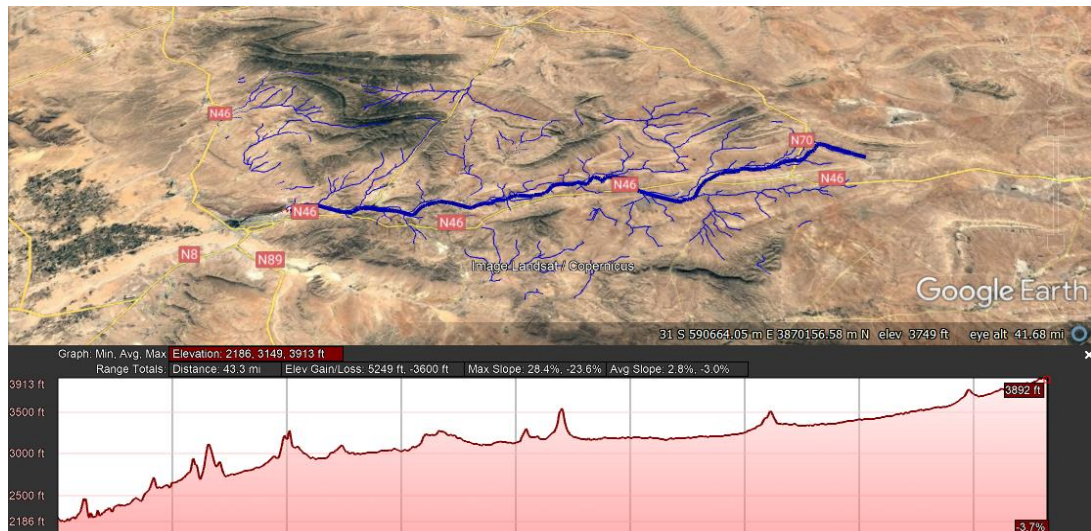 N46
N70
N46
N46
N46
N46
N8
N89
Image Landsat / Copernicus
Google Earth
31 S 590664.05 m E 3870156.58 m N elev 3749 ft eye alt 41.68 mi
Graph: Min, Avg, Max Elevation: 2186, 3149, 3913 ft
Range Totals: Distance: 43.3 mi Elev Gain/Loss: 5249 ft, -3600 ft Max Slope: 28.4%, -23.6% Avg Slope: 2.8%, -3.0%
3913 ft
3892 ft
3500 ft
3000 ft
2500 ft
2186 ft
-3.7%